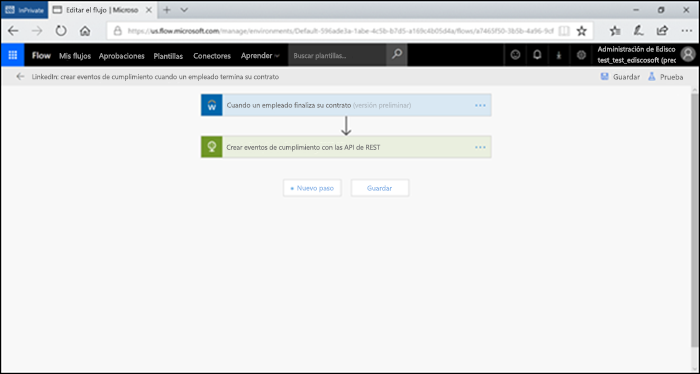 InPrivate
Editar el flujo | Microso
https://us.flow.microsoft.com/manage/environments/Default-596ade3a-1abe-4c5b-b7d5-a169c6b05d4a/flows/a7465f50-3b5b-4a96-9cf
Flow Mis flujos Aprobaciones Plantillas Conectores Aprender Buscar plantillas... Administración de Edisco
test_test_ediscosoft (prec
LinkedIn: crear eventos de cumplimiento cuando un empleado termina su contrato Guardar Prueba
Cuando un empleado finaliza su contrato (versión preliminar)
Crear eventos de cumplimiento con las API de REST
+ Nuevo paso Guardar